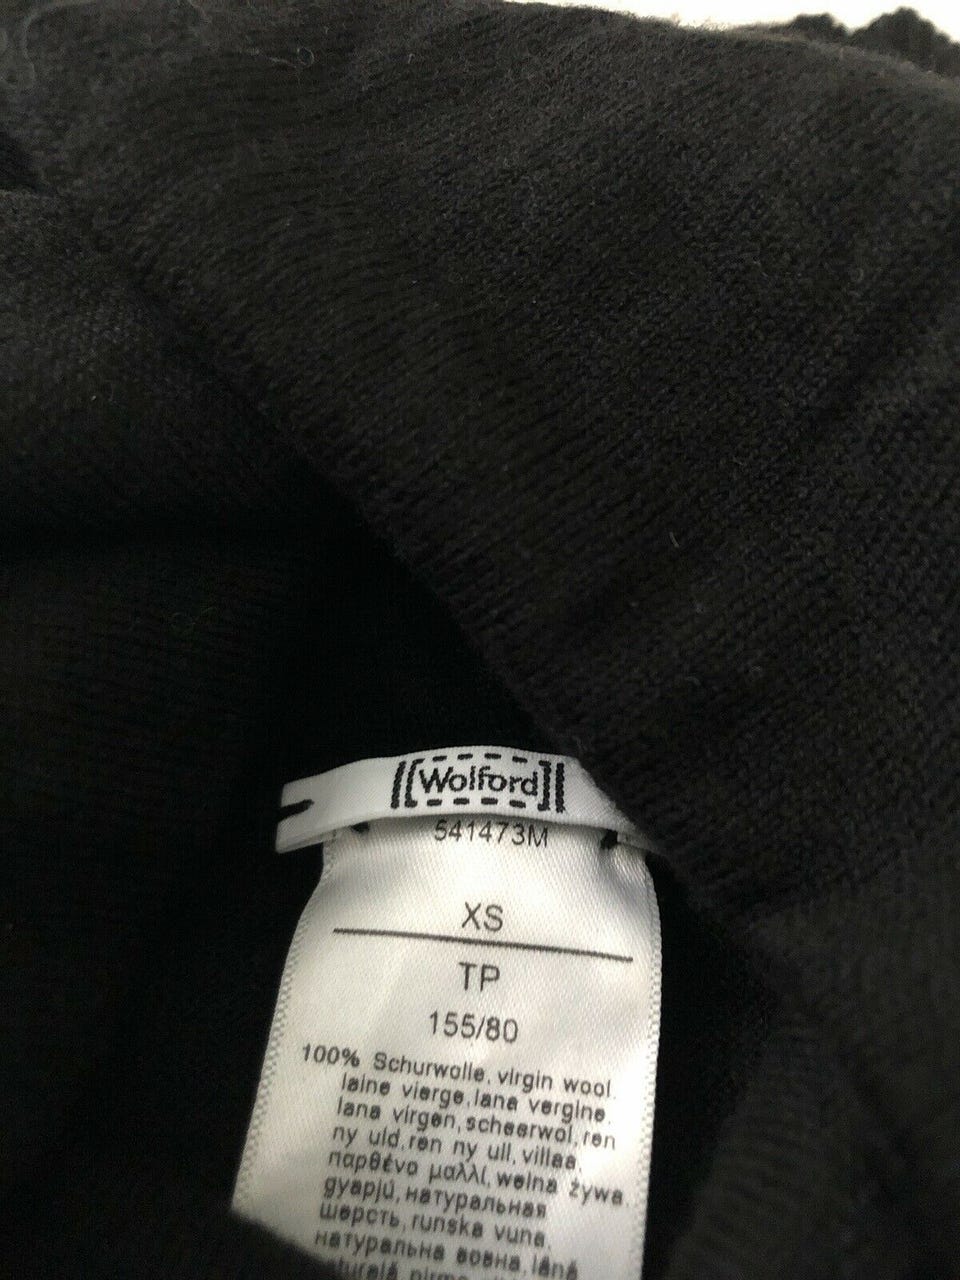 Wolford
541473M
XS
TP
155/80
100% Schurwolle, virgin wool,
laine vierge, lana vergine,
lana virgen, scheerwol, ren
ny uld, ren ny ull, villaa,
παρθένο μαλλί, wełna żywa,
gyapjú, натуральная
шерсть, runska vuna,
натуральна вовна, lână